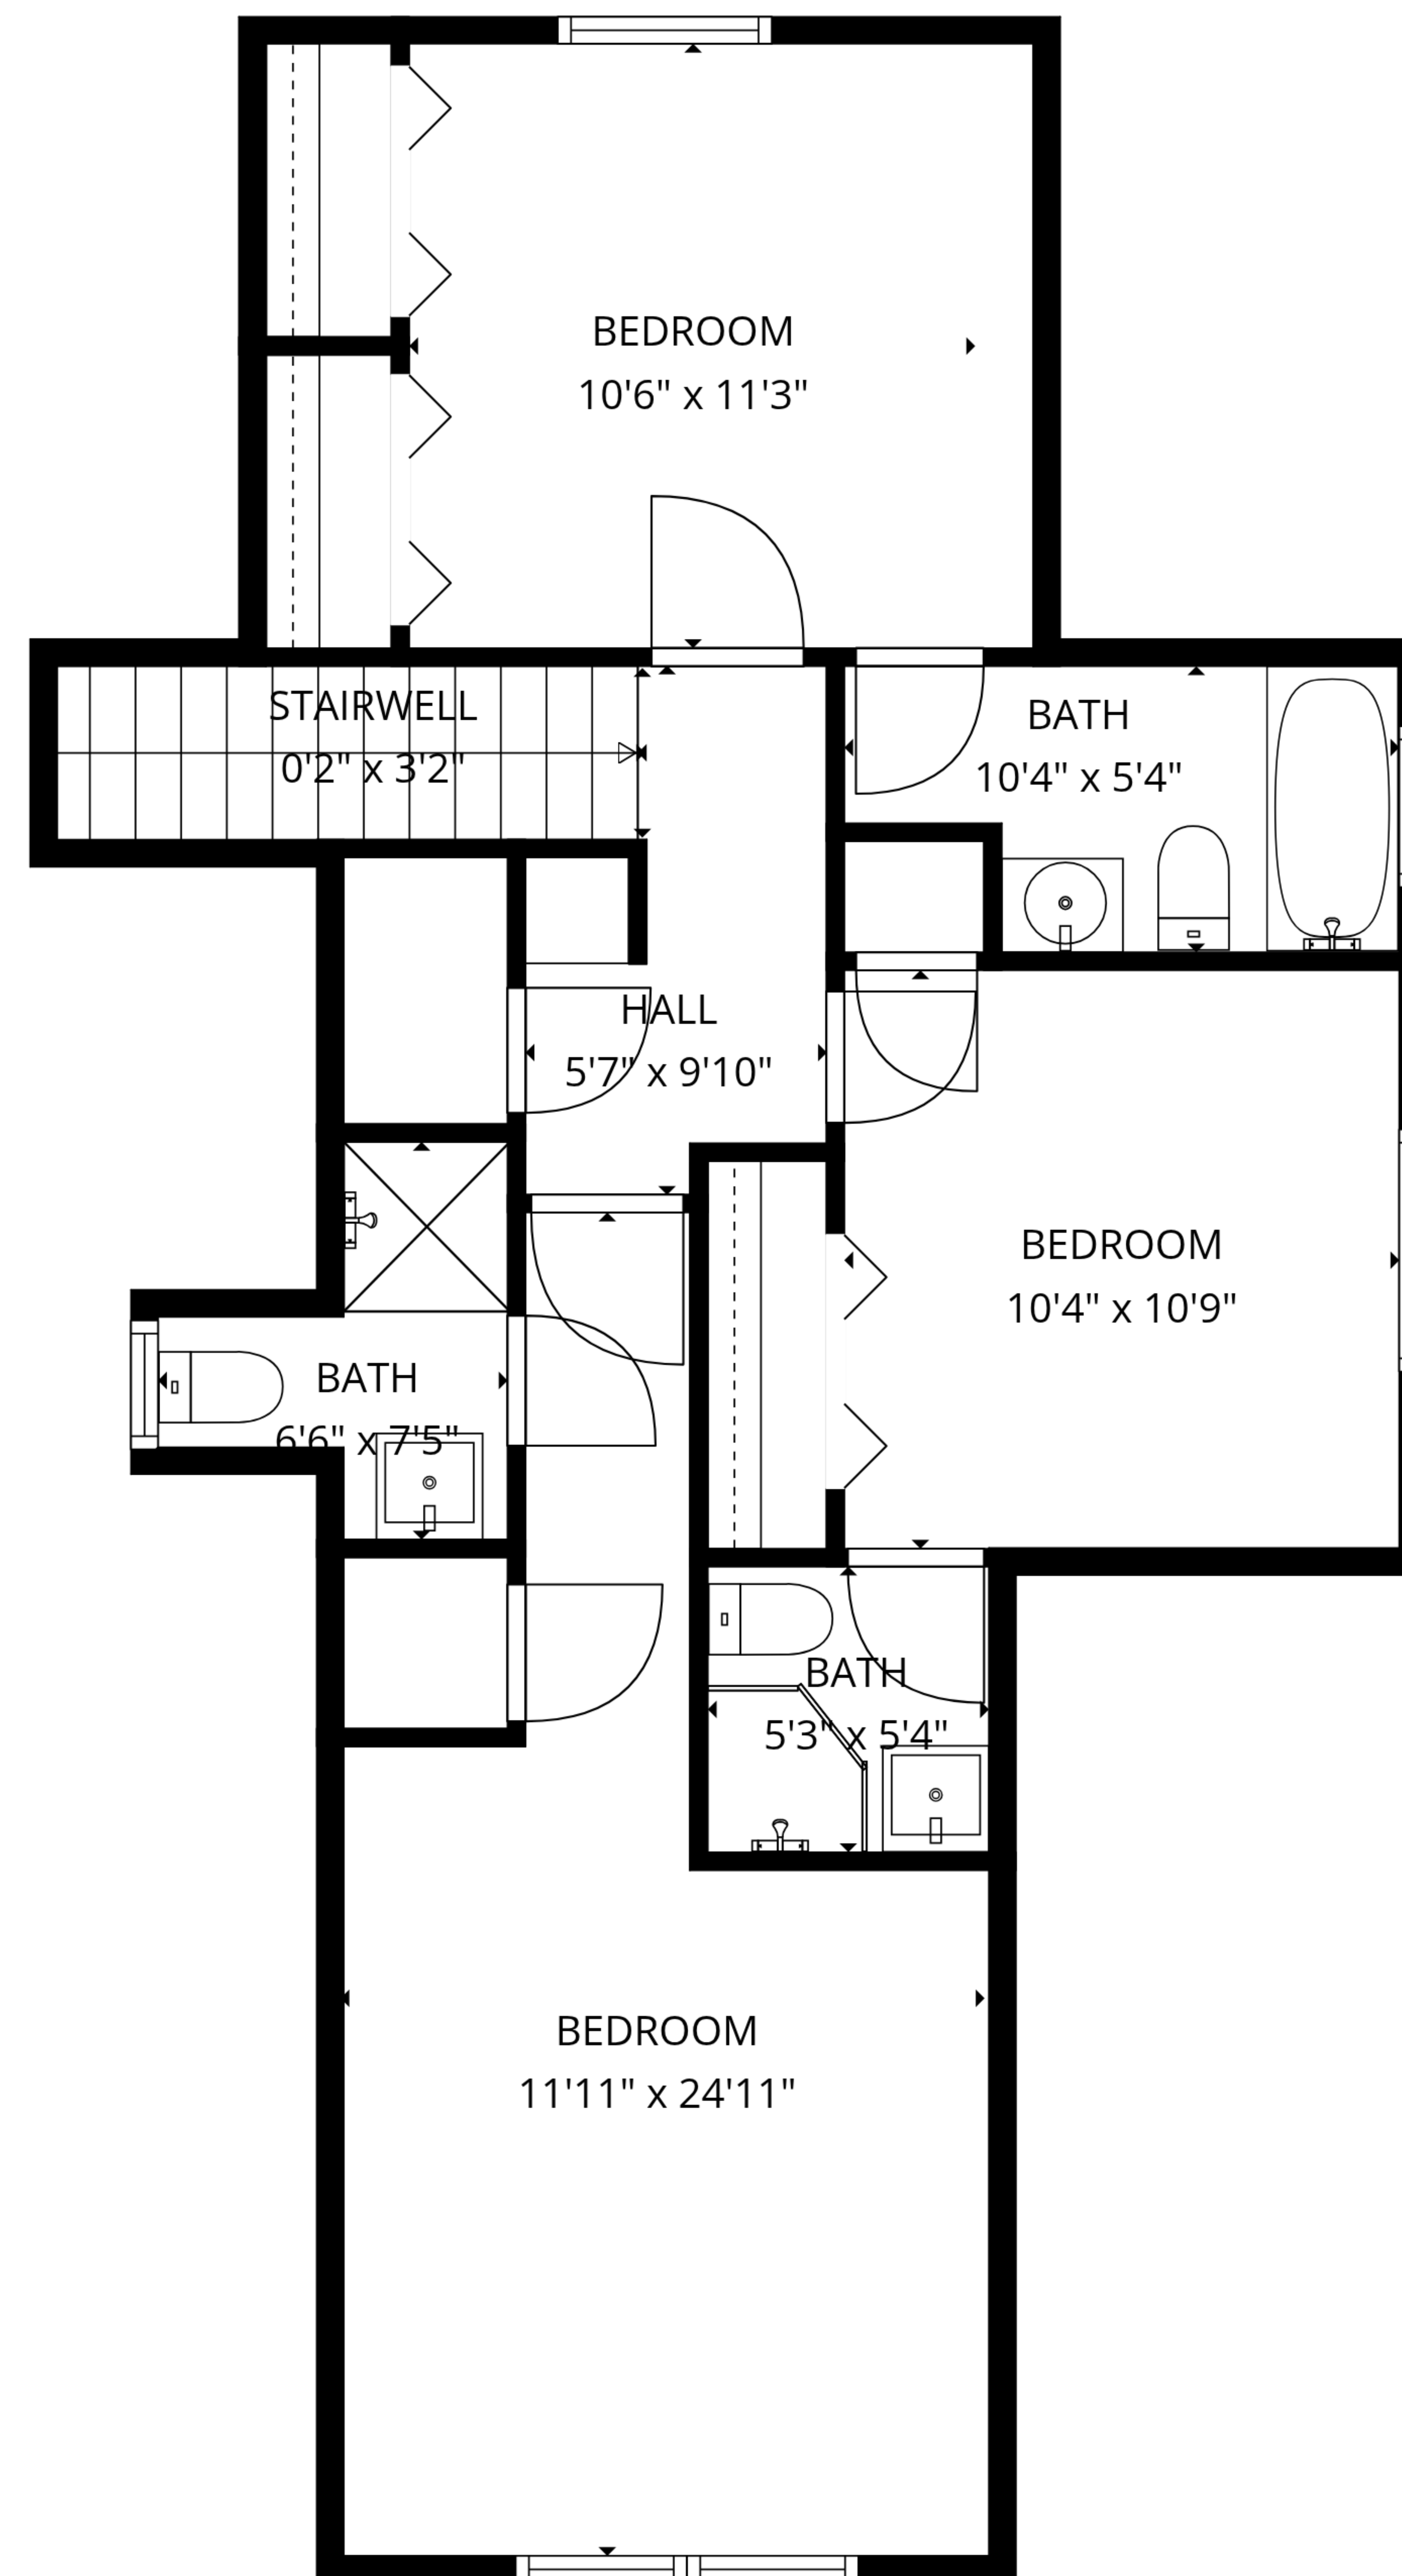 BEDROOM
10'6" x 11'3"
STAIRWELL
0'2" x 3'2"
BATH
10'4" x 5'4"
HALL
5'7" x 9'10"
BEDROOM
10'4" x 10'9"
BATH
6'6" x 7'5"
BATH
5'3" x 5'4"
BEDROOM
11'11" x 24'11"